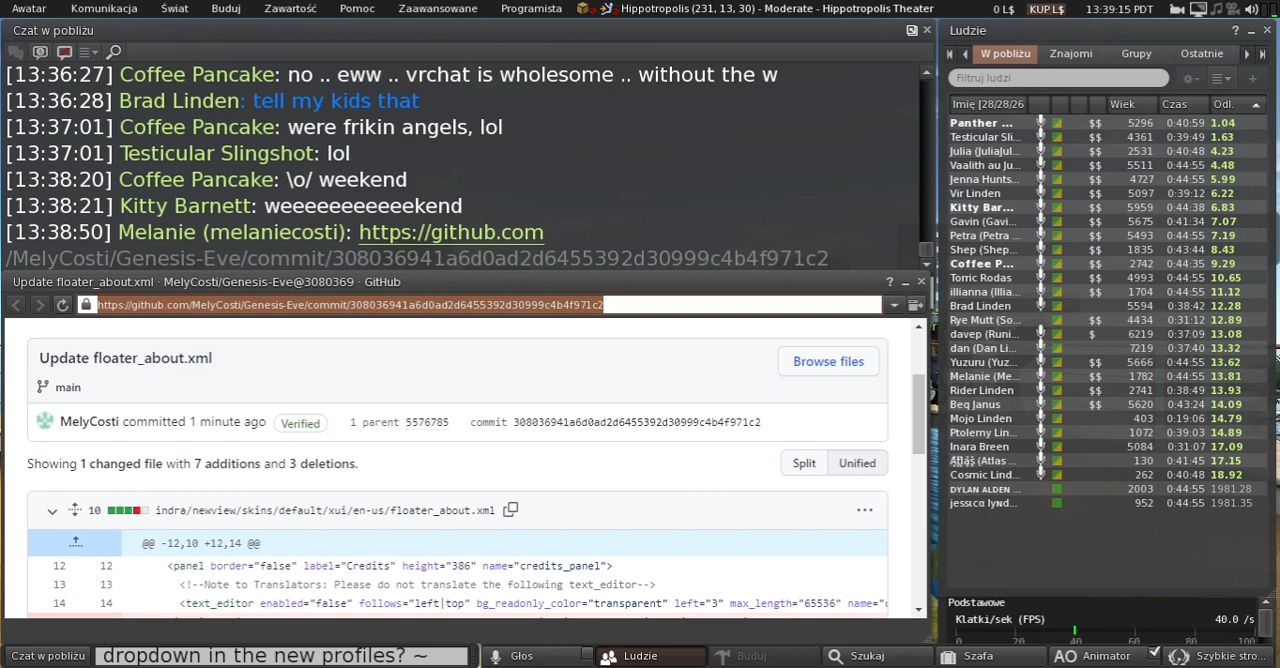 Awatar Komunikacja Świat Buduj Zawartość Pomoc Zaawansowane Programista Hippotropolis (231, 13, 30) - Moderate - Hippotropolis Theater 0 L$ KUP L$ 13:39:15 PDT
Czat w pobliżu
[13:36:27] Coffee Pancake: no .. eww .. vrchat is wholesome .. without the w
[13:36:28] Brad Linden: tell my kids that
[13:37:01] Coffee Pancake: were frikin angels, lol
[13:37:01] Testicular Slingshot: lol
[13:38:20] Coffee Pancake: \o/ weekend
[13:38:21] Kitty Barnett: weeeeeeeeeeekend
[13:38:50] Melanie (melaniecosti): https://github.com
/MelyCosti/Genesis-Eve/commit/308036941a6d0ad2d6455392d30999c4b4f971c2
Update floater_about.xml · MelyCosti/Genesis-Eve@3080369 · GitHub
https://github.com/MelyCosti/Genesis-Eve/commit/308036941a6d0ad2d6455392d30999c4b4f971c2
Update floater_about.xml
Browse files
main
MelyCosti committed 1 minute ago Verified 1 parent 5576785 commit 308036941a6d0ad2d6455392d30999c4b4f971c2
Showing 1 changed file with 7 additions and 3 deletions. Split Unified
10 indra/newview/skins/default/xui/en-us/floater_about.xml
@@ -12,10 +12,14 @@
12 12 <panel border="false" label="Credits" height="386" name="credits_panel">
13 13 <!--Note to Translators: Please do not translate the following text_editor-->
14 14 <text_editor enabled="false" follows="left|top" bg_readonly_color="transparent" left="3" max_length="65536" name="c
Ludzie
W pobliżu Znajomi Grupy Ostatnie
Filtruj ludzi
Imię [28/28/26 Wiek Czas Odl.
Panther ... $$ 5296 0:40:59 1.04
Testicular Sli... $$ 4361 0:39:49 1.63
Julia (JuliaJul... $$ 2531 0:40:48 4.23
Vaalith au Ju... $$ 5511 0:44:55 4.48
Jenna Hunts... $$ 4727 0:44:55 5.99
Vir Linden $$ 5097 0:39:12 6.22
Kitty Bar... $$ 5959 0:44:38 6.83
Gavin (Gavi... $$ 5675 0:41:34 7.07
Petra (Petra ... $$ 5493 0:44:55 7.19
Shep (Shep... $$ 1835 0:43:44 8.43
Coffee P... $$ 2742 0:44:35 9.29
Torric Rodas $$ 4993 0:44:55 10.65
illianna (Illia... $$ 1704 0:44:55 11.12
Brad Linden 5594 0:38:42 12.28
Rye Mutt (So... $$ 4434 0:31:12 12.89
davep (Runi... $ 6219 0:37:09 13.08
dan (Dan Li... 7219 0:37:40 13.32
Yuzuru (Yuz... $$ 5666 0:44:55 13.62
Melanie (Me... $$ 1782 0:44:55 13.81
Rider Linden $$ 2741 0:38:49 13.93
Beq Janus $$ 5620 0:43:24 14.09
Mojo Linden 403 0:19:06 14.79
Ptolemy Lin... 1072 0:39:03 14.89
Inara Breen 5084 0:31:07 17.09
(Atlas ... 130 0:41:45 17.15
Cosmic Lind... 262 0:40:48 18.92
DYLAN ALDEN ... 2003 0:44:55 1981.28
jessιcα lyɴd... 952 0:44:55 1981.35
Podstawowe
Klatki/sek (FPS) 40.0 /s
0 20 40 60 80 100
Czat w pobliżu dropdown in the new profiles? ~ Głos Ludzie Buduj Szukaj Szafa AO Animator Szybkie stro...